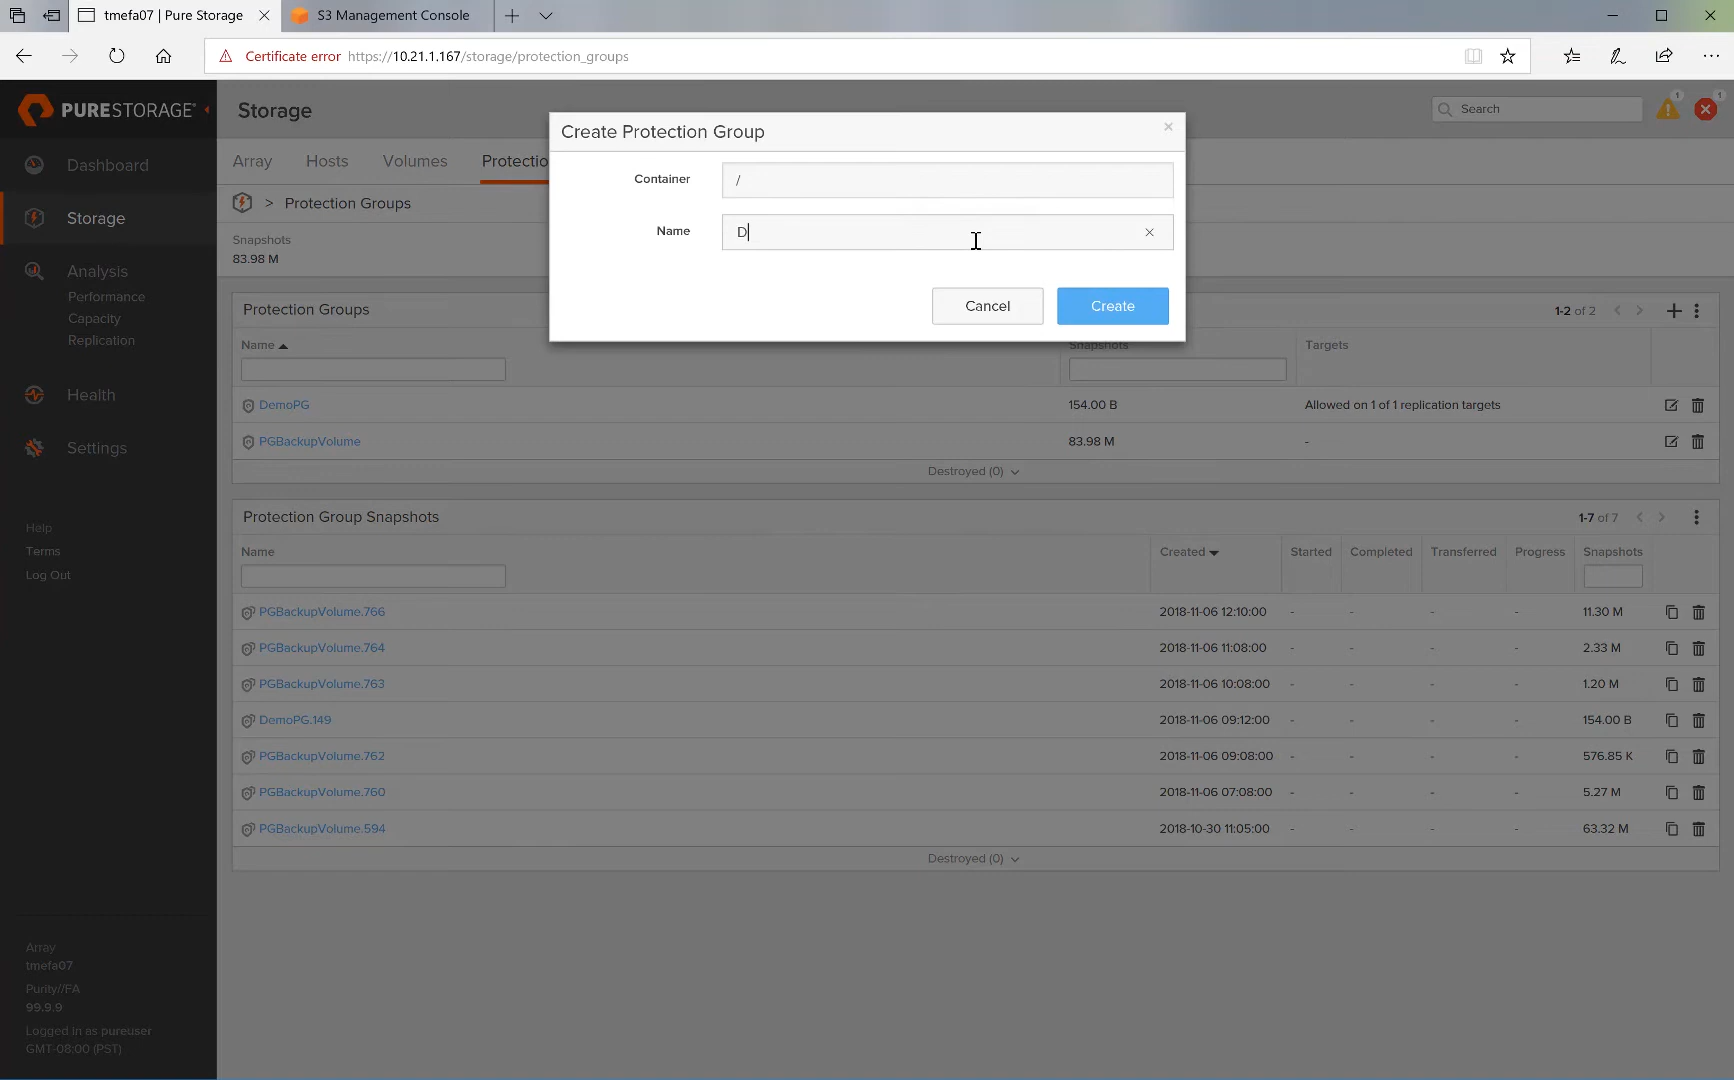 tmefa07 | Pure Storage
S3 Management Console
Certificate error https://10.21.1.167/storage/protection_groups
PURESTORAGE®
Storage
Search
1
1
Dashboard
Storage
Analysis
Performance
Capacity
Replication
Health
Settings
Help
Terms
Log Out
Array
tmefa07
Purity//FA
99.9.9
Logged in as pureuser
GMT-08:00 (PST)
Array Hosts Volumes Protectio
> Protection Groups
Snapshots
83.98 M
Create Protection Group
Container /
Name D
Cancel Create
Protection Groups 1-2 of 2
Name Snapshots Targets
DemoPG 154.00 B Allowed on 1 of 1 replication targets
PGBackupVolume 83.98 M -
Destroyed (0)
Protection Group Snapshots 1-7 of 7
Name Created Started Completed Transferred Progress Snapshots
PGBackupVolume.766 2018-11-06 12:10:00 - - - - 11.30 M
PGBackupVolume.764 2018-11-06 11:08:00 - - - - 2.33 M
PGBackupVolume.763 2018-11-06 10:08:00 - - - - 1.20 M
DemoPG.149 2018-11-06 09:12:00 - - - - 154.00 B
PGBackupVolume.762 2018-11-06 09:08:00 - - - - 576.85 K
PGBackupVolume.760 2018-11-06 07:08:00 - - - - 5.27 M
PGBackupVolume.594 2018-10-30 11:05:00 - - - - 63.32 M
Destroyed (0)